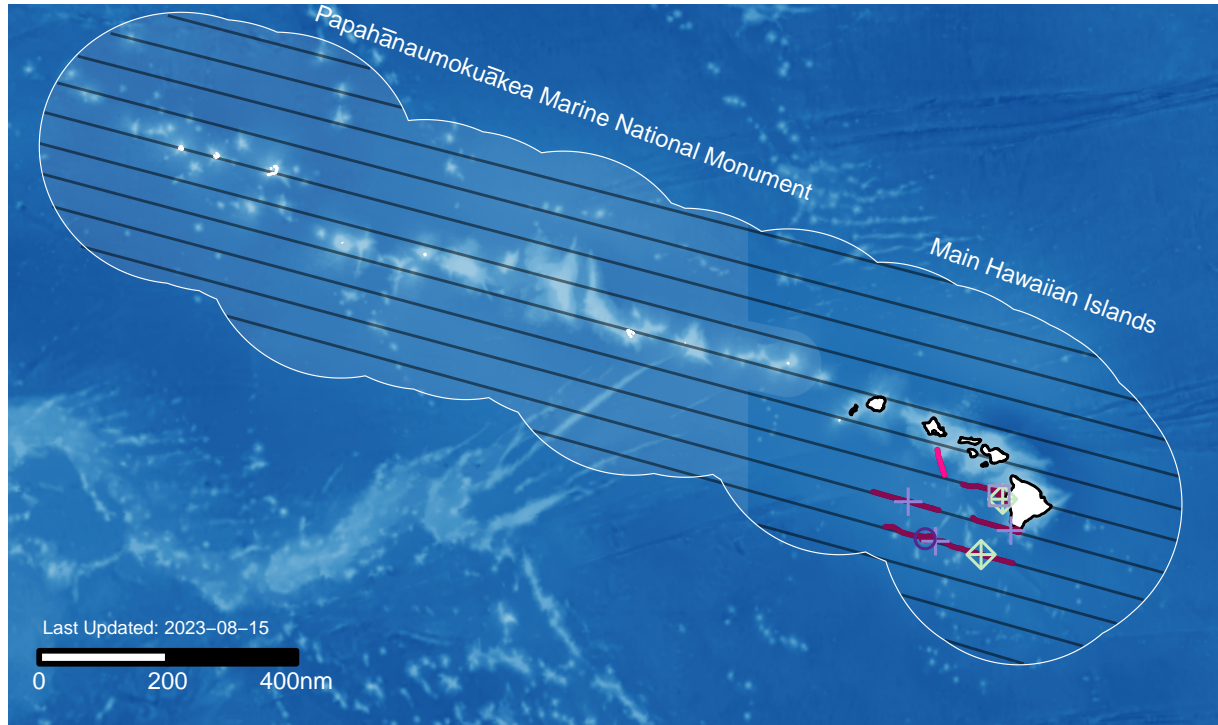 Papahānaumokuākea Marine National Monument
Main Hawaiian Islands
Last Updated: 2023−08−15
0 200 400nm